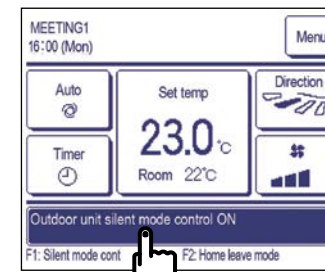 MEETING1
16:00 (Mon)
Menu
Auto
Set temp
Direction
23.0 °C
Timer
Room 22°C
Outdoor unit silent mode control ON
F1: Silent mode cont
F2: Home leave mode